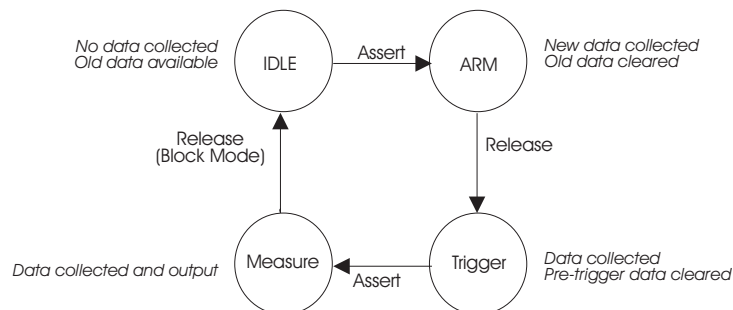 No data collected
Old data available
IDLE
Assert
ARM
New data collected
Old data cleared
Release
(Block Mode)
Release
Data collected and output
Measure
Assert
Trigger
Data collected
Pre-trigger data cleared